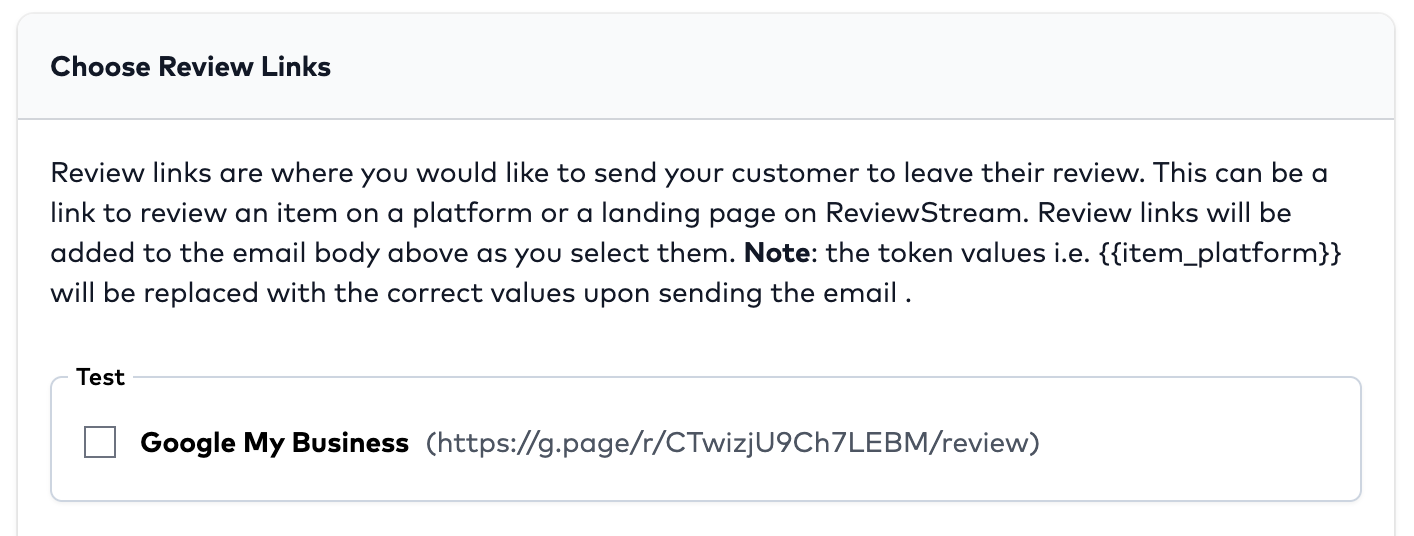 Choose Review Links
Review links are where you would like to send your customer to leave their review. This can be a
link to review an item on a platform or a landing page on ReviewStream. Review links will be
added to the email body above as you select them. Note: the token values i.e. {{item_platform}}
will be replaced with the correct values upon sending the email .
Test
Google My Business (https://g.page/r/CTwizjU9Ch7LEBM/review)